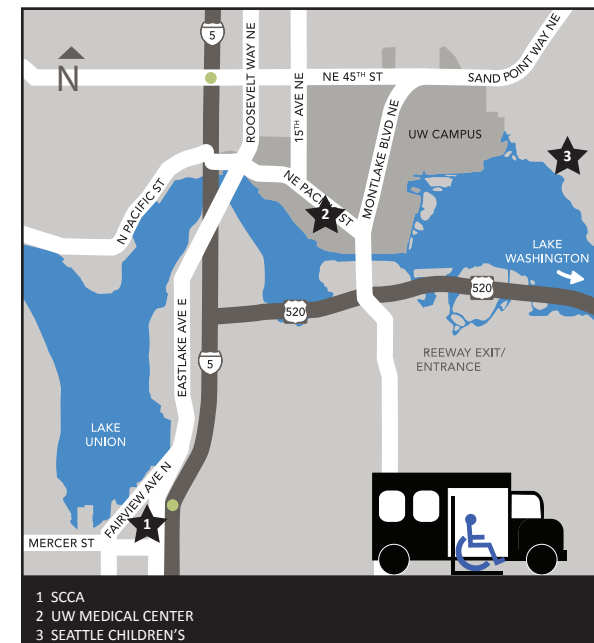 5
ROOSEVELT WAY NE
15TH AVE NE
NE 45TH ST
SAND POINT WAY NE
N
MONTLAKE BLVD NE
UW CAMPUS
3
N PACIFIC ST
NE PACIFIC ST
2
LAKE
WASHINGTON
520
520
EASTLAKE AVE E
5
REEWAY EXIT/
ENTRANCE
LAKE
UNION
FAIRVIEW AVE N
1
MERCER ST
1 SCCA
2 UW MEDICAL CENTER
3 SEATTLE CHILDREN'S